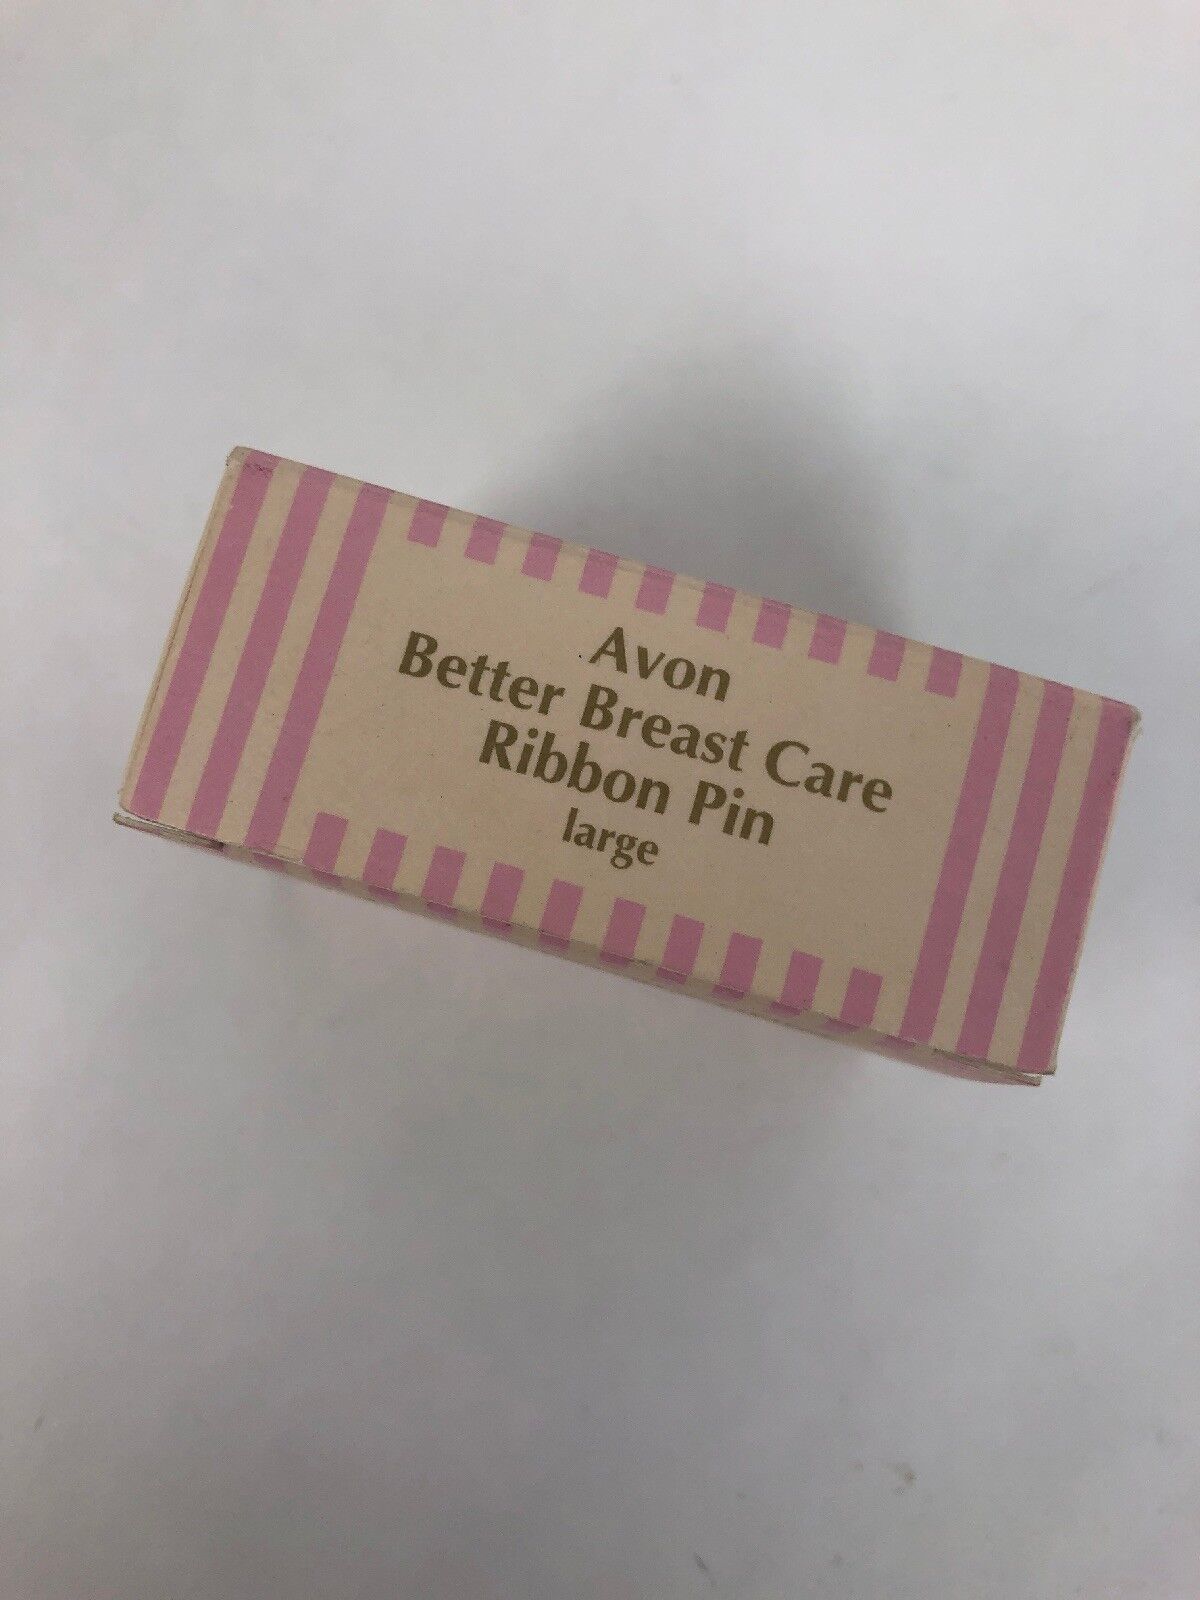 Avon
Better Breast Care
Ribbon Pin
large